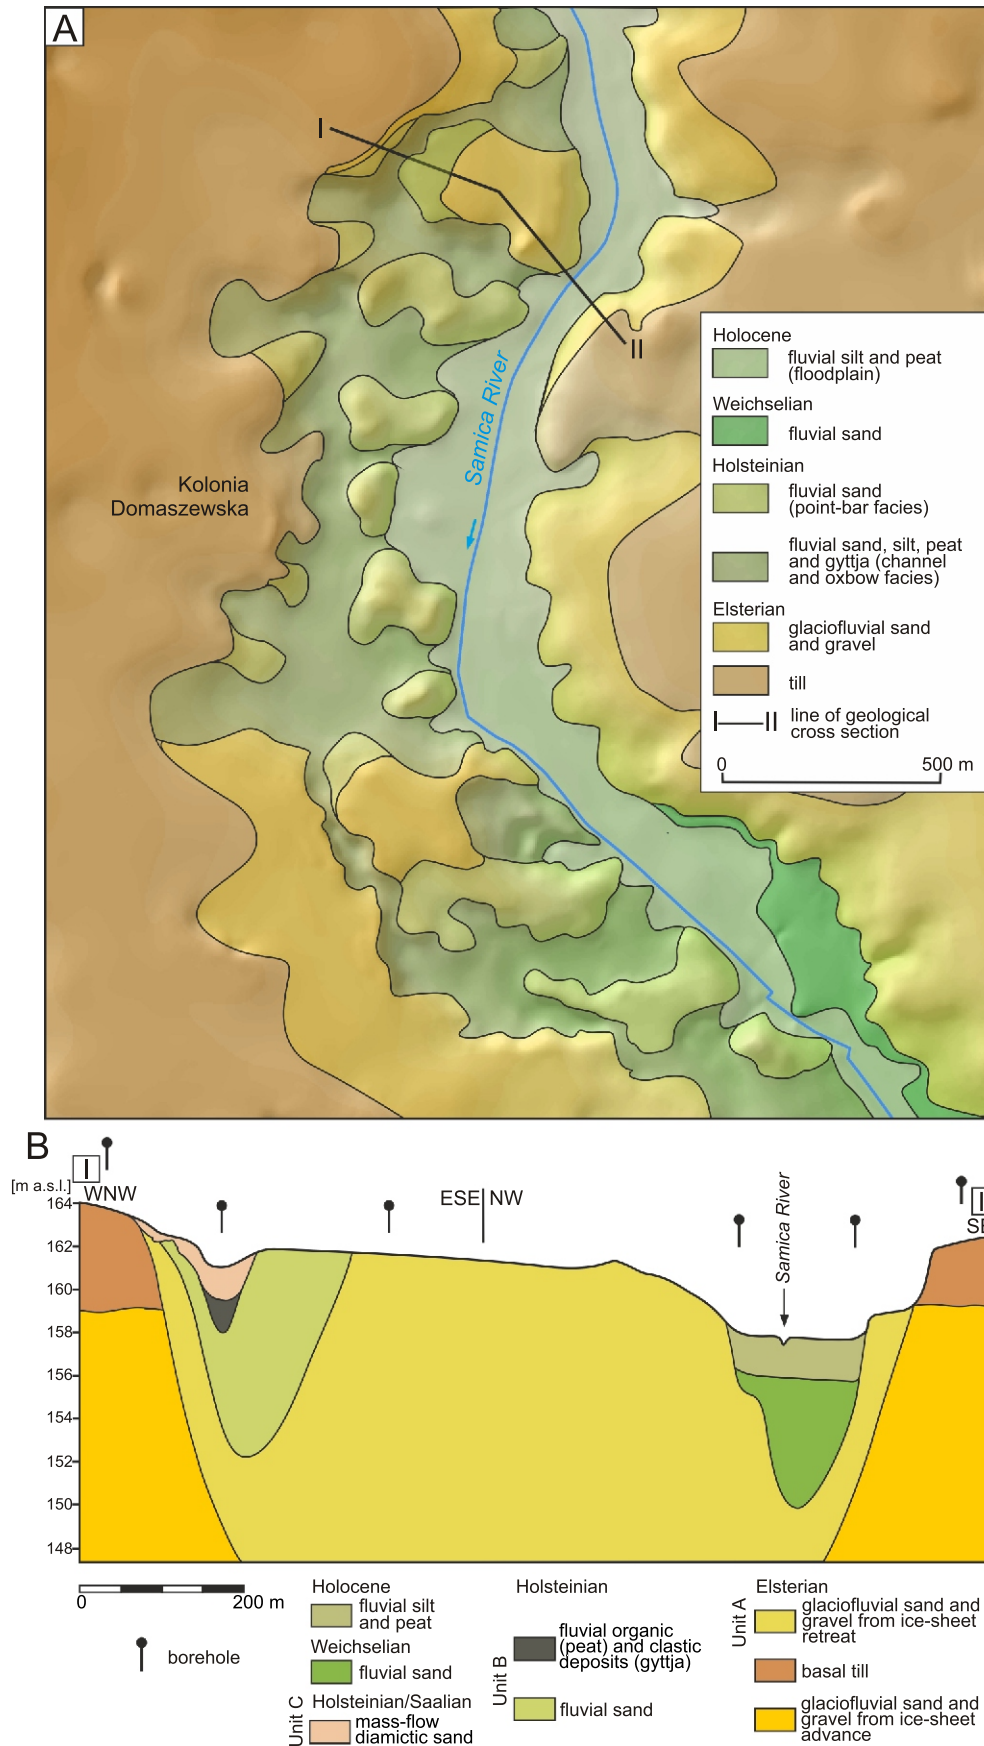 A
I
II
Samica River
Kolonia
Domaszewska
Holocene
fluvial silt and peat
(floodplain)
Weichselian
fluvial sand
Holsteinian
fluvial sand
(point-bar facies)
fluvial sand, silt, peat
and gyttja (channel
and oxbow facies)
Elsterian
glaciofluvial sand
and gravel
till
I II line of geological
cross section
0 500 m
B
I
[m a.s.l.]
WNW
ESE NW
Samica River
I
SE
164
162
160
158
156
154
152
150
148
0 200 m
borehole
Holocene
fluvial silt
and peat
Weichselian
fluvial sand
Unit C
Holsteinian/Saalian
mass-flow
diamictic sand
Holsteinian
Unit B
fluvial organic
(peat) and clastic
deposits (gyttja)
fluvial sand
Elsterian
Unit A
glaciofluvial sand and
gravel from ice-sheet
retreat
basal till
glaciofluvial sand and
gravel from ice-sheet
advance